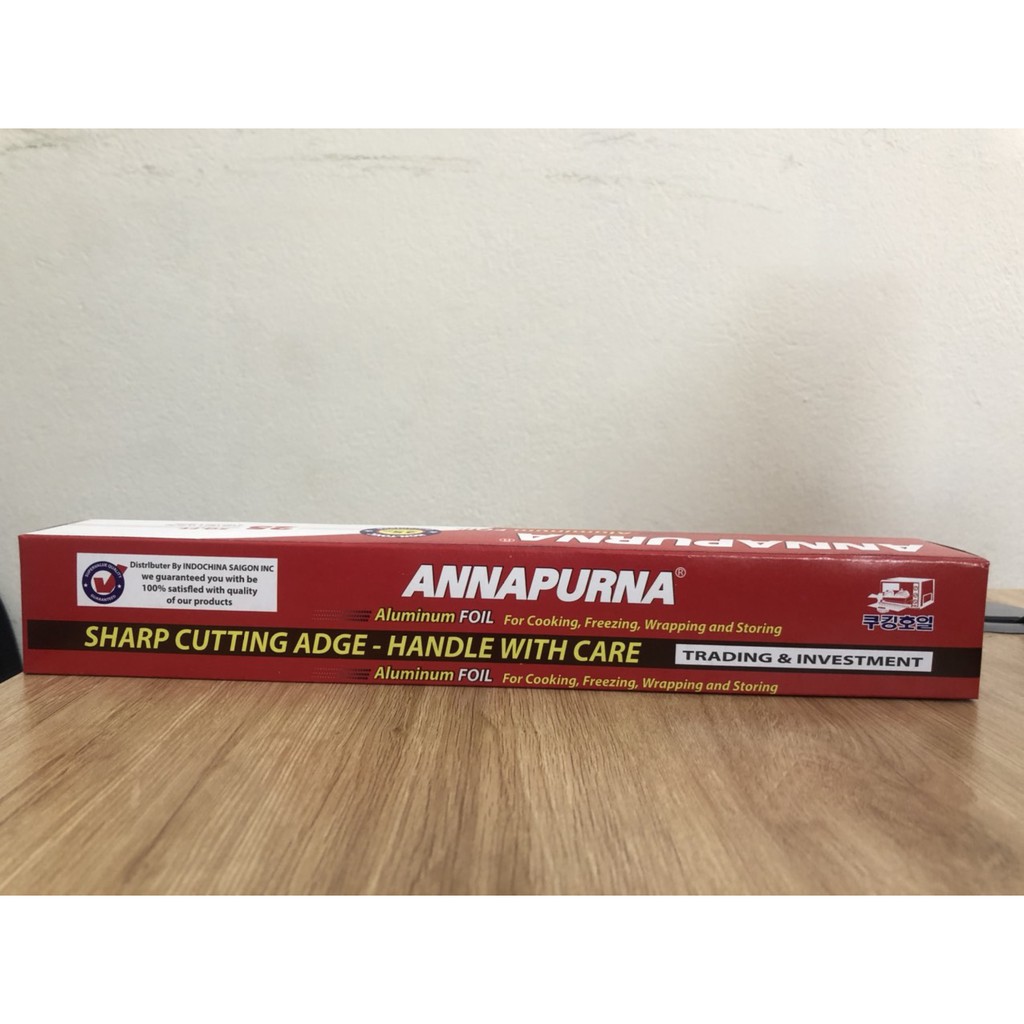 ANNAPURNA®
Distributer By INDOCHINA SAIGON INC
we guaranteed you with be
100% satisfied with quality
of our products
ANNAPURNA®
Aluminum FOIL For Cooking, Freezing, Wrapping and Storing
쿠킹호일
SHARP CUTTING ADGE - HANDLE WITH CARE
TRADING & INVESTMENT
Aluminum FOIL For Cooking, Freezing, Wrapping and Storing